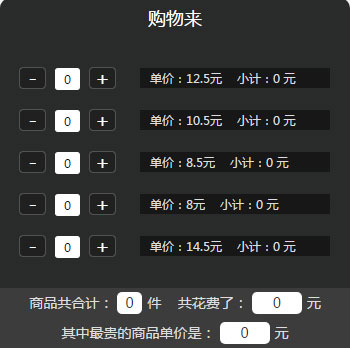 购物来
- 0 + 单价：12.5元 小计：0 元
- 0 + 单价：10.5元 小计：0 元
- 0 + 单价：8.5元 小计：0 元
- 0 + 单价：8元 小计：0 元
- 0 + 单价：14.5元 小计：0 元
商品共合计： 0 件 共花费了： 0 元
其中最贵的商品单价是： 0 元